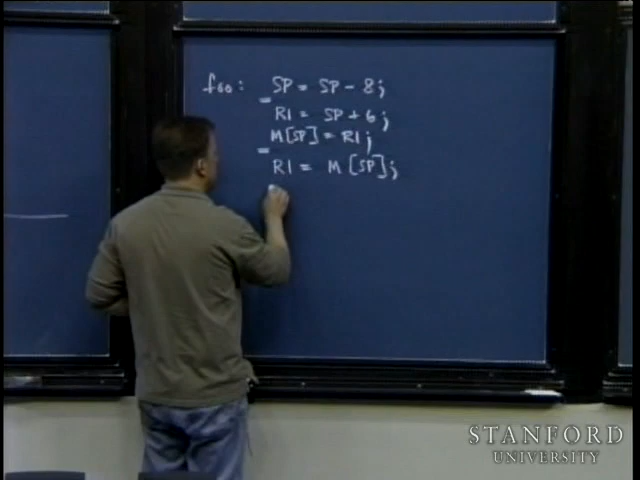 foo: SP = SP - 8;
R1 = SP + 6;
M[SP] = R1;
R1 = M[SP];
STANFORD
UNIVERSITY